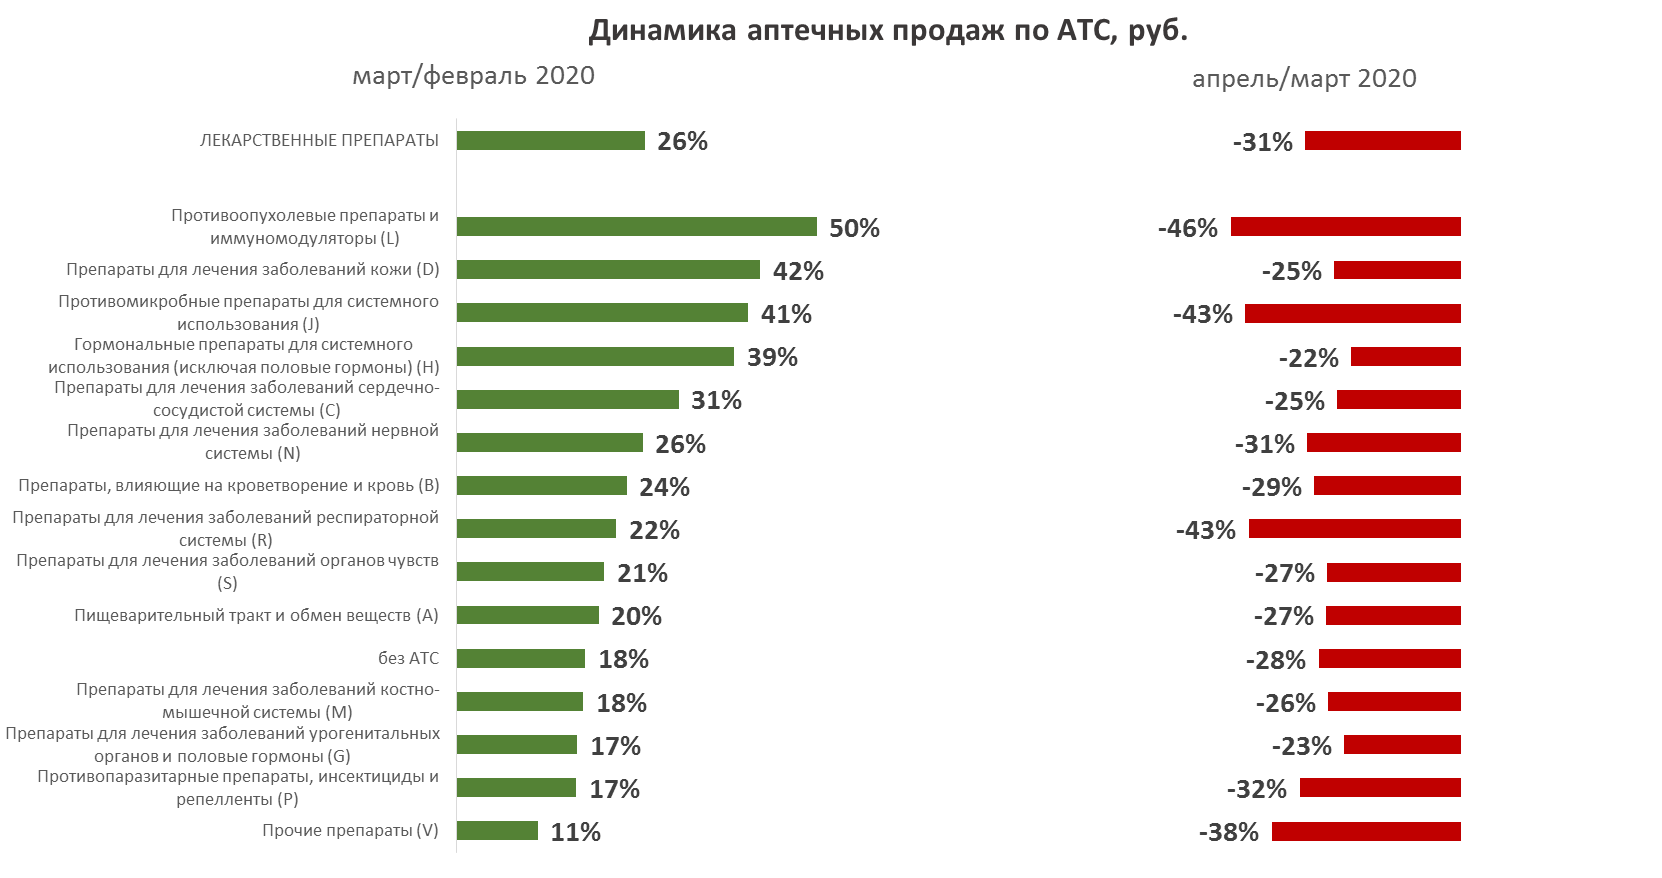 Динамика аптечных продаж по АТС, руб.
март/февраль 2020
апрель/март 2020
ЛЕКАРСТВЕННЫЕ ПРЕПАРАТЫ
26%
-31%
Противоопухолевые препараты и
иммуномодуляторы (L)
50%
-46%
Препараты для лечения заболеваний кожи (D)
42%
-25%
Противомикробные препараты для системного
использования (J)
41%
-43%
Гормональные препараты для системного
использования (исключая половые гормоны) (H)
39%
-22%
Препараты для лечения заболеваний сердечно-
сосудистой системы (C)
31%
-25%
Препараты для лечения заболеваний нервной
системы (N)
26%
-31%
Препараты, влияющие на кроветворение и кровь (B)
24%
-29%
Препараты для лечения заболеваний респираторной
системы (R)
22%
-43%
Препараты для лечения заболеваний органов чувств
(S)
21%
-27%
Пищеварительный тракт и обмен веществ (A)
20%
-27%
без АТС
18%
-28%
Препараты для лечения заболеваний костно-
мышечной системы (M)
18%
-26%
Препараты для лечения заболеваний урогенитальных
органов и половые гормоны (G)
17%
-23%
Противопаразитарные препараты, инсектициды и
репелленты (P)
17%
-32%
Прочие препараты (V)
11%
-38%